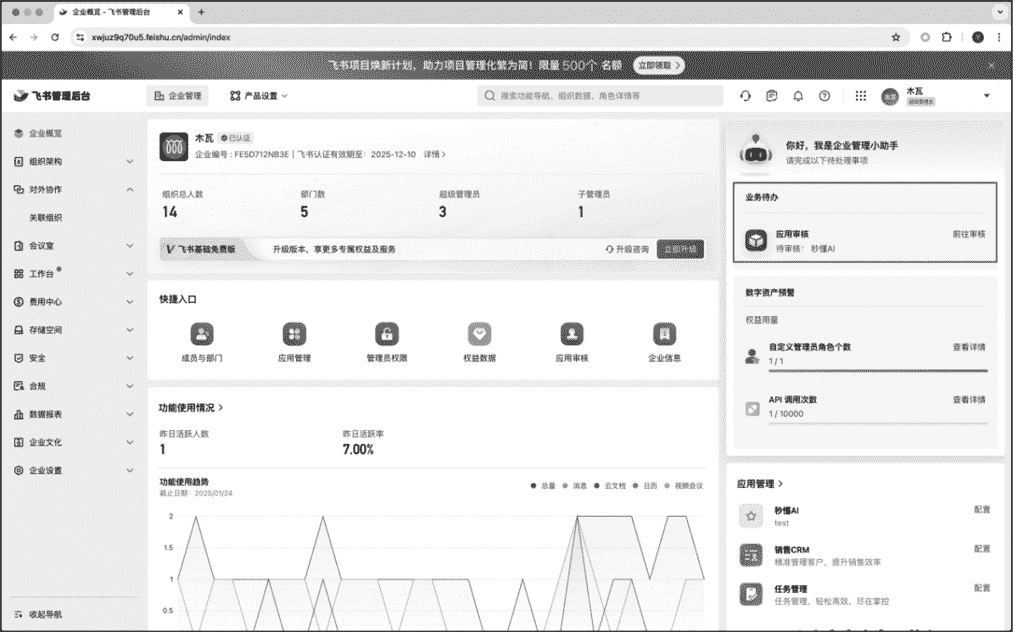 企业概览 - 飞书管理后台
xwjuz9q70u5.feishu.cn/admin/index
飞书项目焕新计划，助力项目管理化繁为简！限量 500个 名额 立即领取 >
飞书管理后台 企业管理 产品设置 搜索功能导航、组织数据、角色详情等 木瓦
超级管理员
企业概览
组织架构
对外协作
关联组织
会议室
工作台
费用中心
存储空间
安全
合规
数据报表
企业文化
企业设置
收起导航
木瓦 已认证
企业编号：FE5D712NB3E | 飞书认证有效期至：2025-12-10 详情 >
组织总人数 部门数 超级管理员 子管理员
14 5 3 1
飞书基础免费版 升级版本，享更多专属权益及服务 升级咨询 立即升级
快捷入口
成员与部门 应用管理 管理员权限 权益数据 应用审核 企业信息
功能使用情况 >
昨日活跃人数 昨日活跃率
1 7.00%
功能使用趋势
截止日期：2025/01/24
总量 消息 云文档 日历 视频会议
2
1.5
1
0.5
你好，我是企业管理小助手
请完成以下待处理事项
业务待办
应用审核 前往审核
待审核： 秒懂AI
数字资产预警
权益用量
自定义管理员角色个数 查看详情
1 / 1
API 调用次数 查看详情
1 / 10000
应用管理 >
秒懂AI 配置
test
销售CRM 配置
精准管理客户，提升销售效率
任务管理 配置
任务管理，轻松高效，尽在掌控